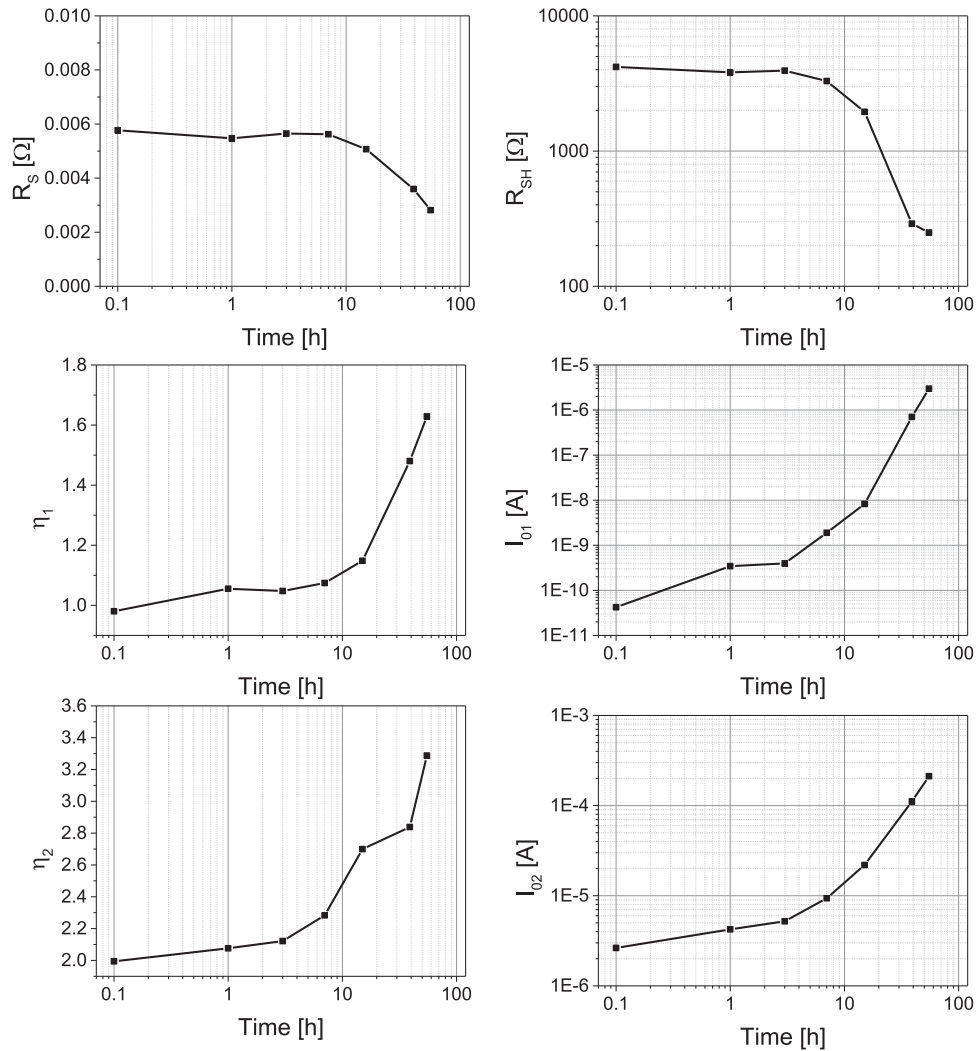 0.010
0.008
0.006
0.004
0.002
0.000
R_S [Ω]
0.1 1 10 100
Time [h]
10000
1000
100
R_SH [Ω]
0.1 1 10 100
Time [h]
1.8
1.6
1.4
1.2
1.0
η_1
0.1 1 10 100
Time [h]
1E-5
1E-6
1E-7
1E-8
1E-9
1E-10
1E-11
I_01 [A]
0.1 1 10 100
Time [h]
3.6
3.4
3.2
3.0
2.8
2.6
2.4
2.2
2.0
η_2
0.1 1 10 100
Time [h]
1E-3
1E-4
1E-5
1E-6
I_02 [A]
0.1 1 10 100
Time [h]